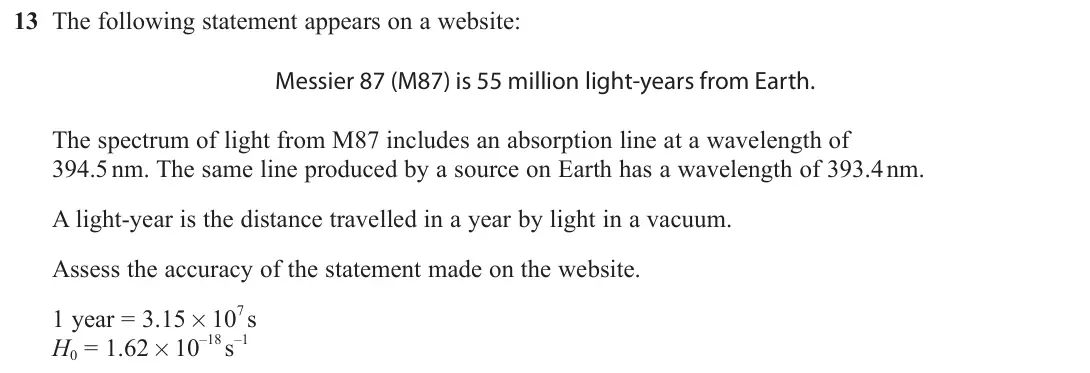 13 The following statement appears on a website:
Messier 87 (M87) is 55 million light-years from Earth.
The spectrum of light from M87 includes an absorption line at a wavelength of
394.5 nm. The same line produced by a source on Earth has a wavelength of 393.4 nm.
A light-year is the distance travelled in a year by light in a vacuum.
Assess the accuracy of the statement made on the website.
1 year = 3.15 × 10⁷ s
H₀ = 1.62 × 10⁻¹⁸ s⁻¹